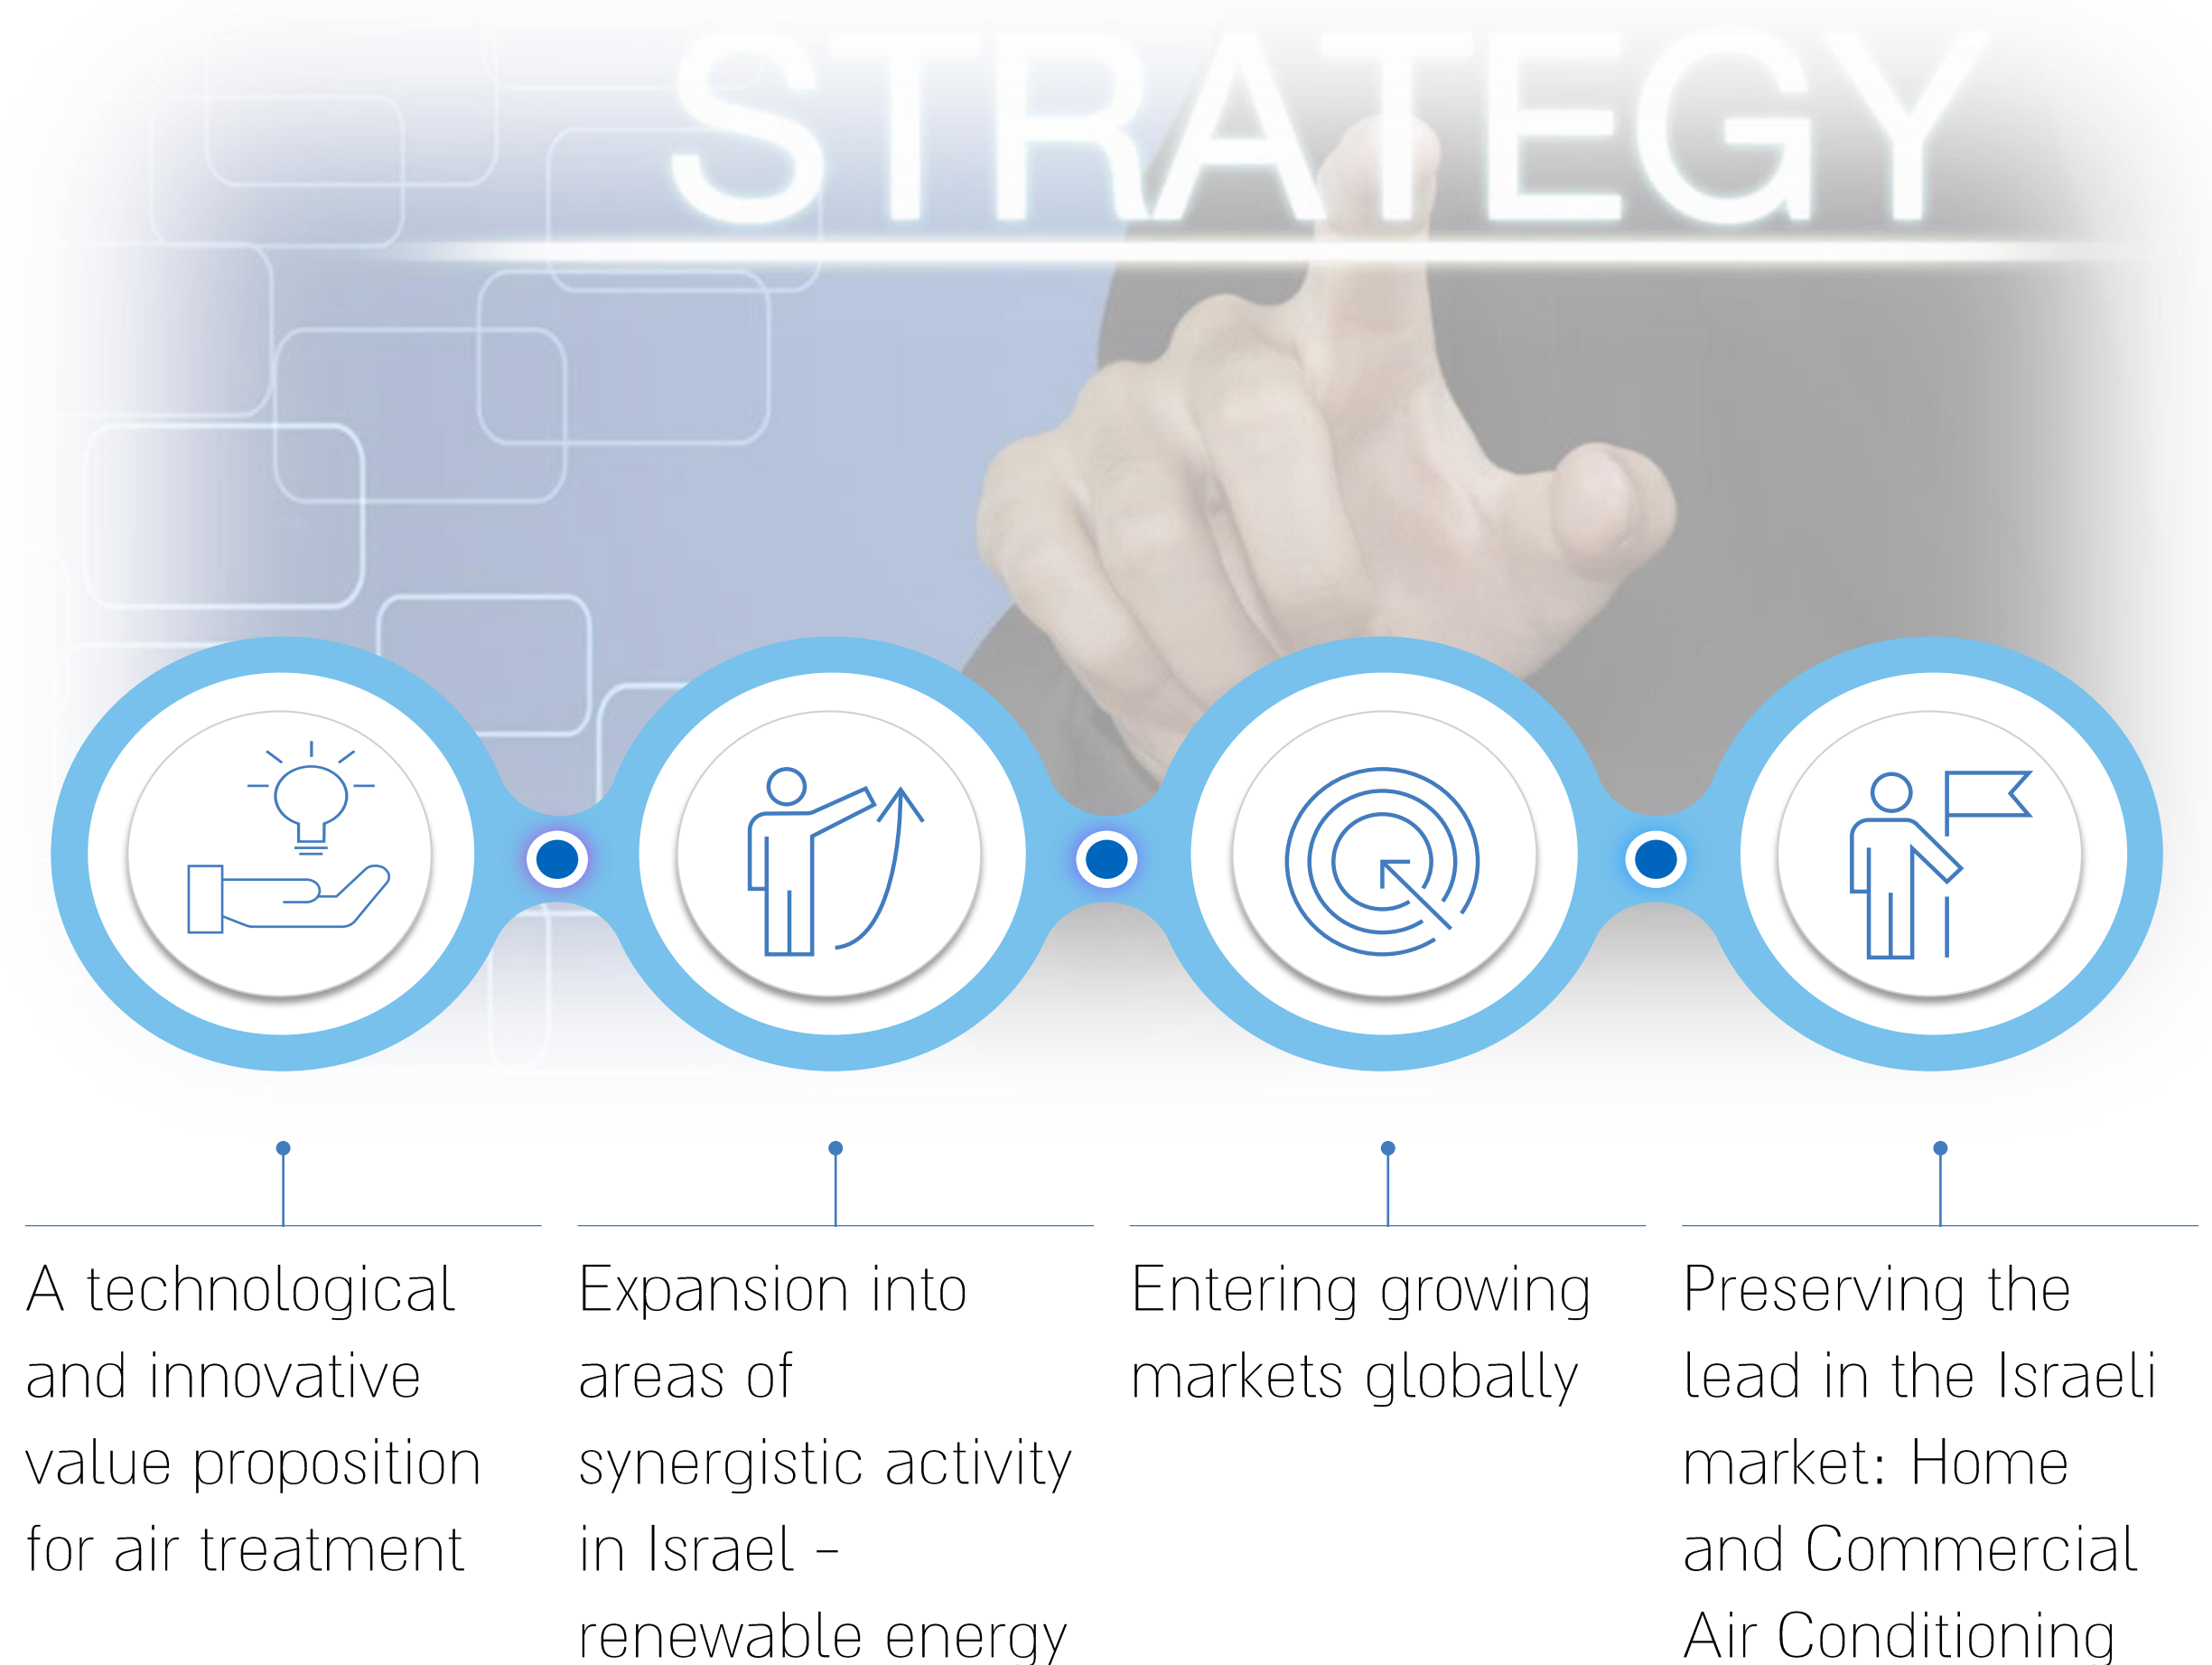 STRATEGY
A technological
and innovative
value proposition
for air treatment
Expansion into
areas of
synergistic activity
in Israel –
renewable energy
Entering growing
markets globally
Preserving the
lead in the Israeli
market: Home
and Commercial
Air Conditioning